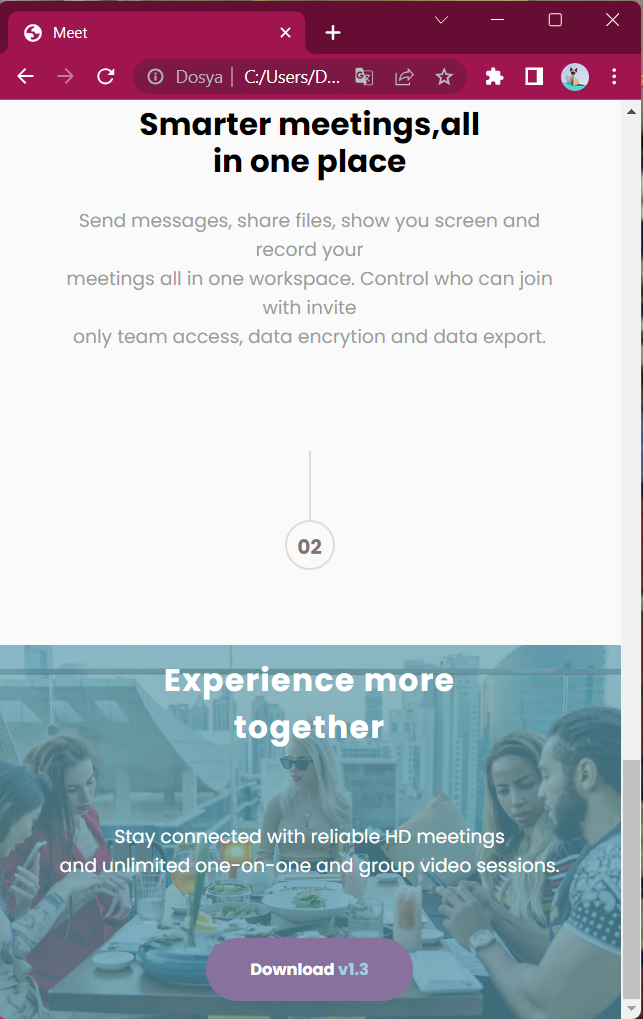 Meet
Dosya | C:/Users/D...
Smarter meetings,all
in one place
Send messages, share files, show you screen and
record your
meetings all in one workspace. Control who can join
with invite
only team access, data encrytion and data export.
02
Experience more
together
Stay connected with reliable HD meetings
and unlimited one-on-one and group video sessions.
Download v1.3